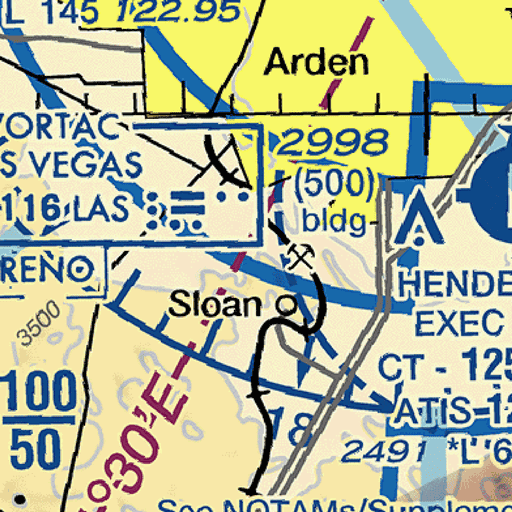 L 145 122.95
Arden
VORTAC
S VEGAS
116 LAS
2998
(500)
bldg
RENO
HENDE
EXEC
Sloan
3500
CT - 125
ATIS 12
100
50
30'E
18
2491 *L 6
See NOTAMs/Suppleme